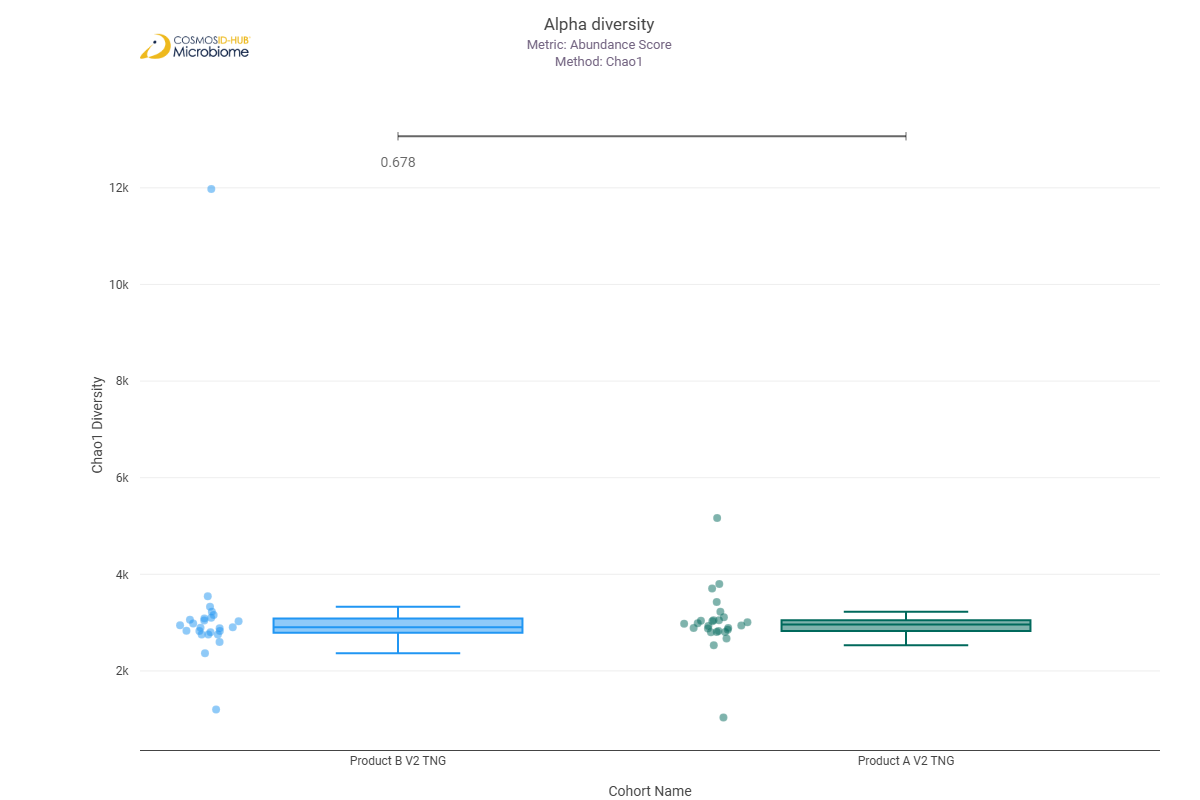 Alpha diversity
Metric: Abundance Score
Method: Chao1
COSMOSID-HUB
Microbiome
0.678
12k
10k
8k
6k
4k
2k
Chao1 Diversity
Product B V2 TNG
Product A V2 TNG
Cohort Name